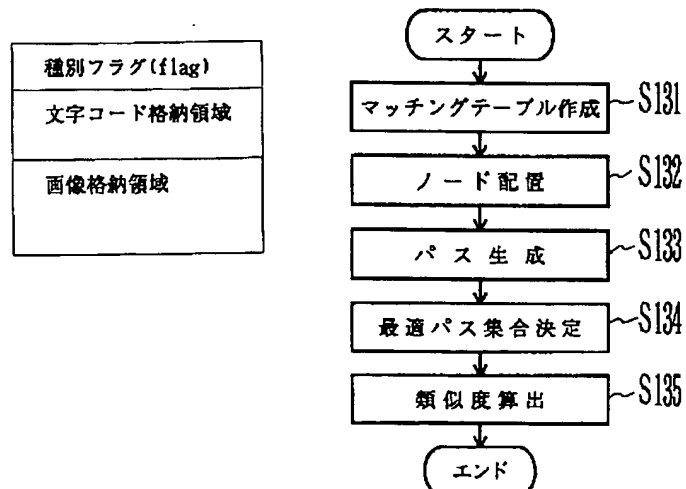 種別フラグ(flag)
文字コード格納領域
画像格納領域
スタート
マッチングテーブル作成
S131
ノード配置
S132
パス生成
S133
最適パス集合決定
S134
類似度算出
S135
エンド